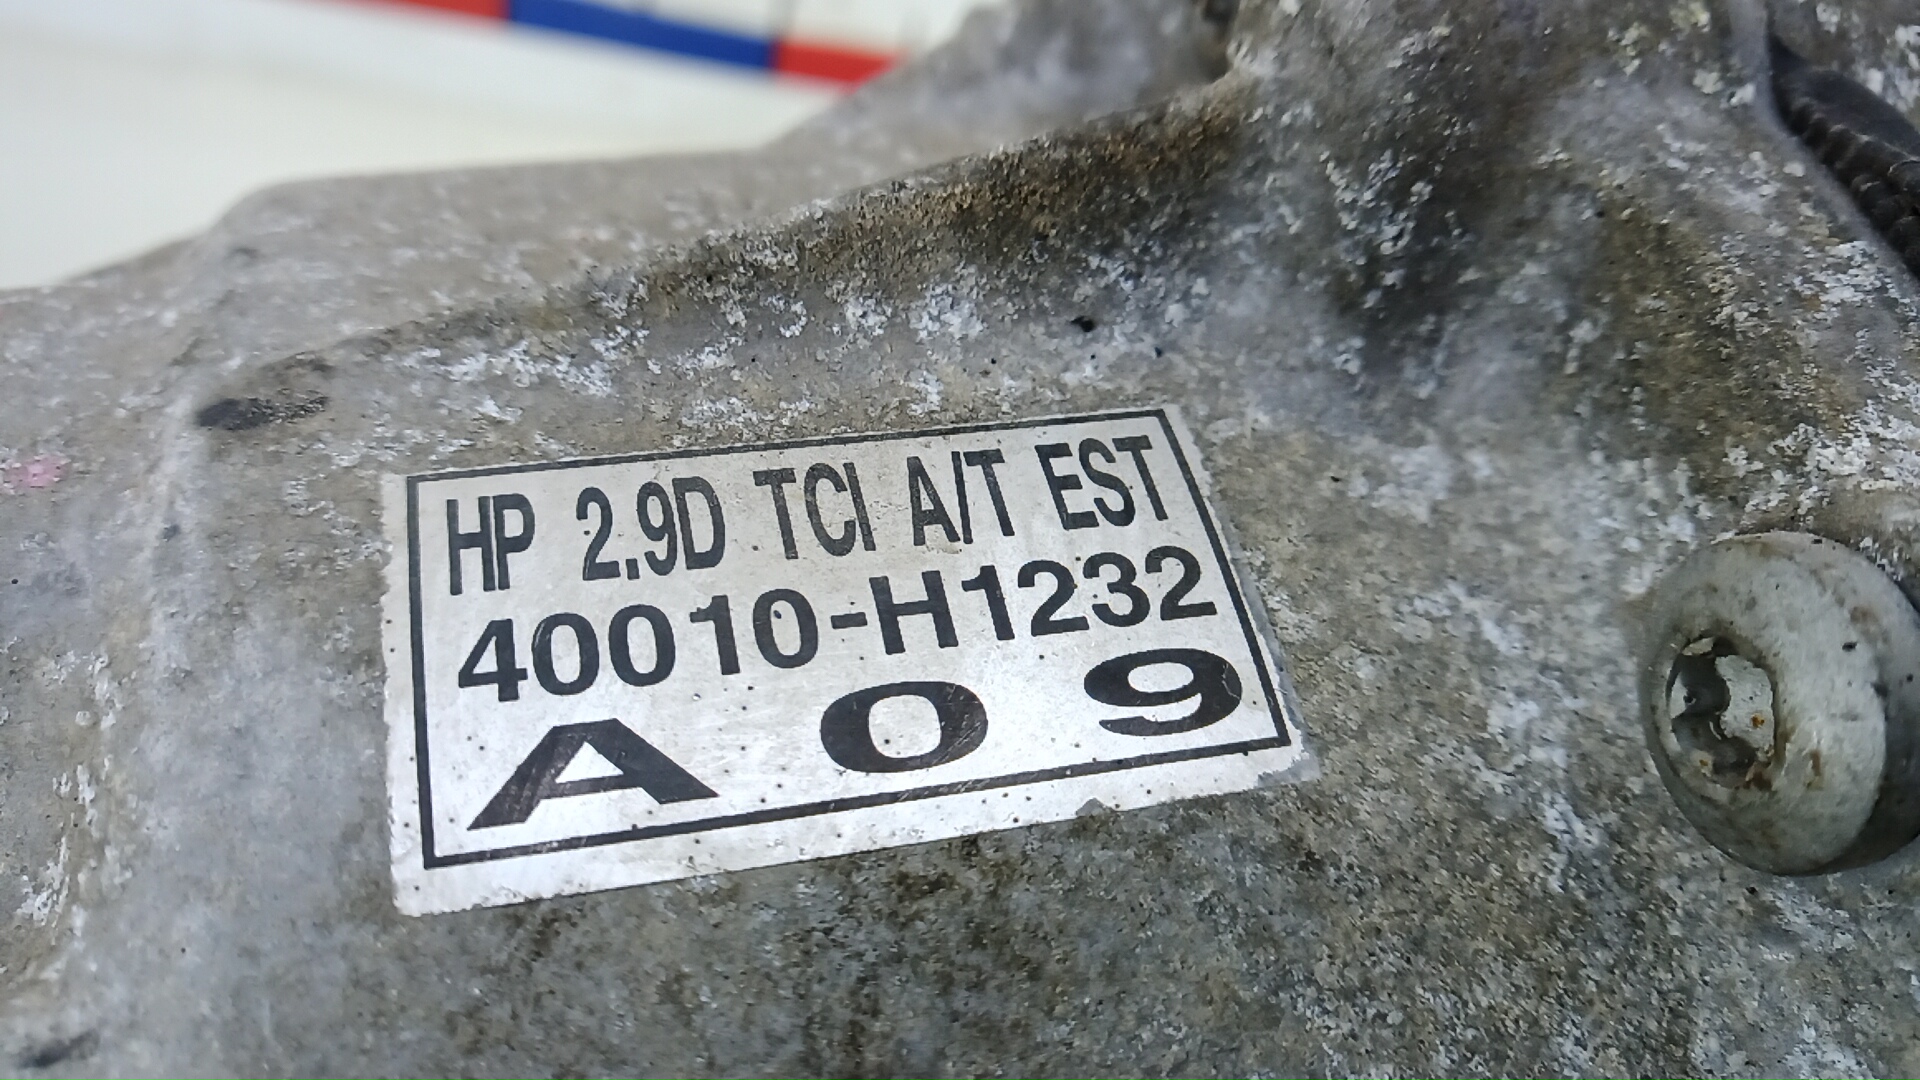 HP 2.9D TCI A/T EST
40010-H1232
A 0 9